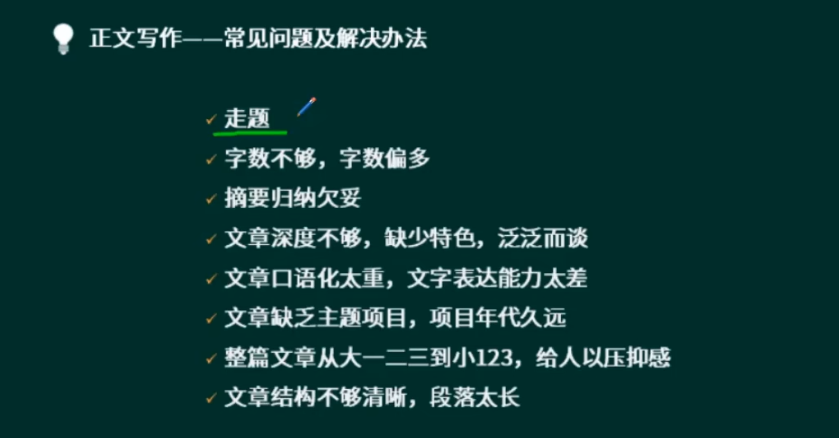 正文写作——常见问题及解决办法
走题
字数不够，字数偏多
摘要归纳欠妥
文章深度不够，缺少特色，泛泛而谈
文章口语化太重，文字表达能力太差
文章缺乏主题项目，项目年代久远
整篇文章从大一二三到小123，给人以压抑感
文章结构不够清晰，段落太长